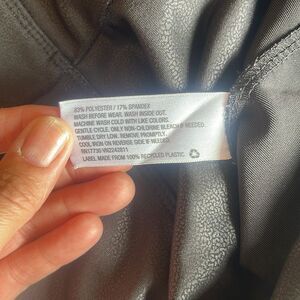 83% POLYESTER / 17% SPANDEX
WASH BEFORE WEAR. WASH INSIDE OUT.
MACHINE WASH COLD WITH LIKE COLORS.
GENTLE CYCLE. ONLY NON-CHLORINE BLEACH IF NEEDED.
TUMBLE DRY LOW. REMOVE PROMPTLY.
COOL IRON ON REVERSE SIDE IF NEEDED.
RN17730 VN2242811
LABEL MADE FROM 100% RECYCLED PLASTIC.